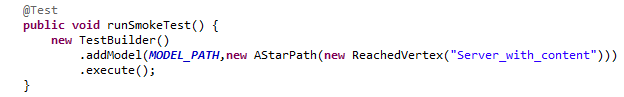 @Test
public void runSmokeTest() {
    new TestBuilder()
        .addModel(MODEL_PATH,new AStarPath(new ReachedVertex("Server_with_content")))
        .execute();
}